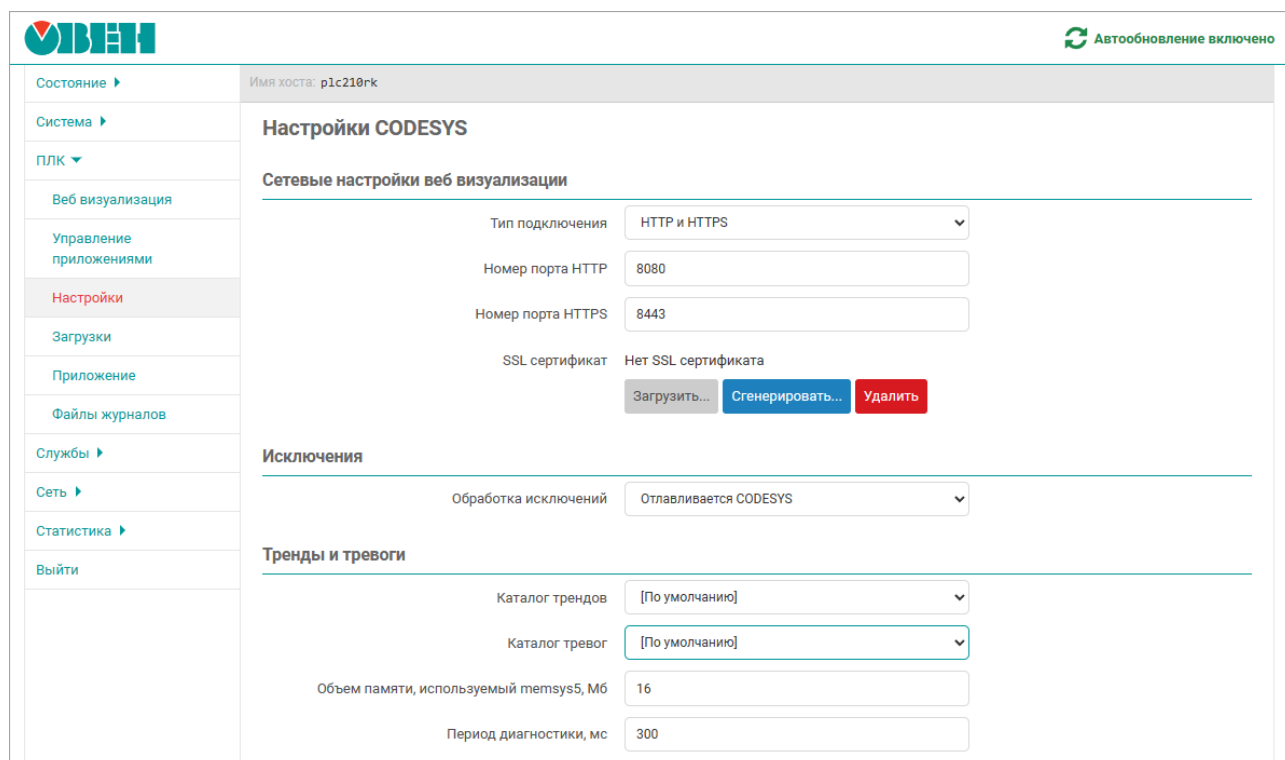 ОВЕН
Автообновление включено
Состояние
Имя хоста: plc210rk
Система
ПЛК
Веб визуализация
Управление
приложениями
Настройки
Загрузки
Приложение
Файлы журналов
Службы
Сеть
Статистика
Выйти
Настройки CODESYS
Сетевые настройки веб визуализации
Тип подключения HTTP и HTTPS
Номер порта HTTP 8080
Номер порта HTTPS 8443
SSL сертификат Нет SSL сертификата
Загрузить... Сгенерировать... Удалить
Исключения
Обработка исключений Отлавливается CODESYS
Тренды и тревоги
Каталог трендов [По умолчанию]
Каталог тревог [По умолчанию]
Объем памяти, используемый memsys5, Мб 16
Период диагностики, мс 300